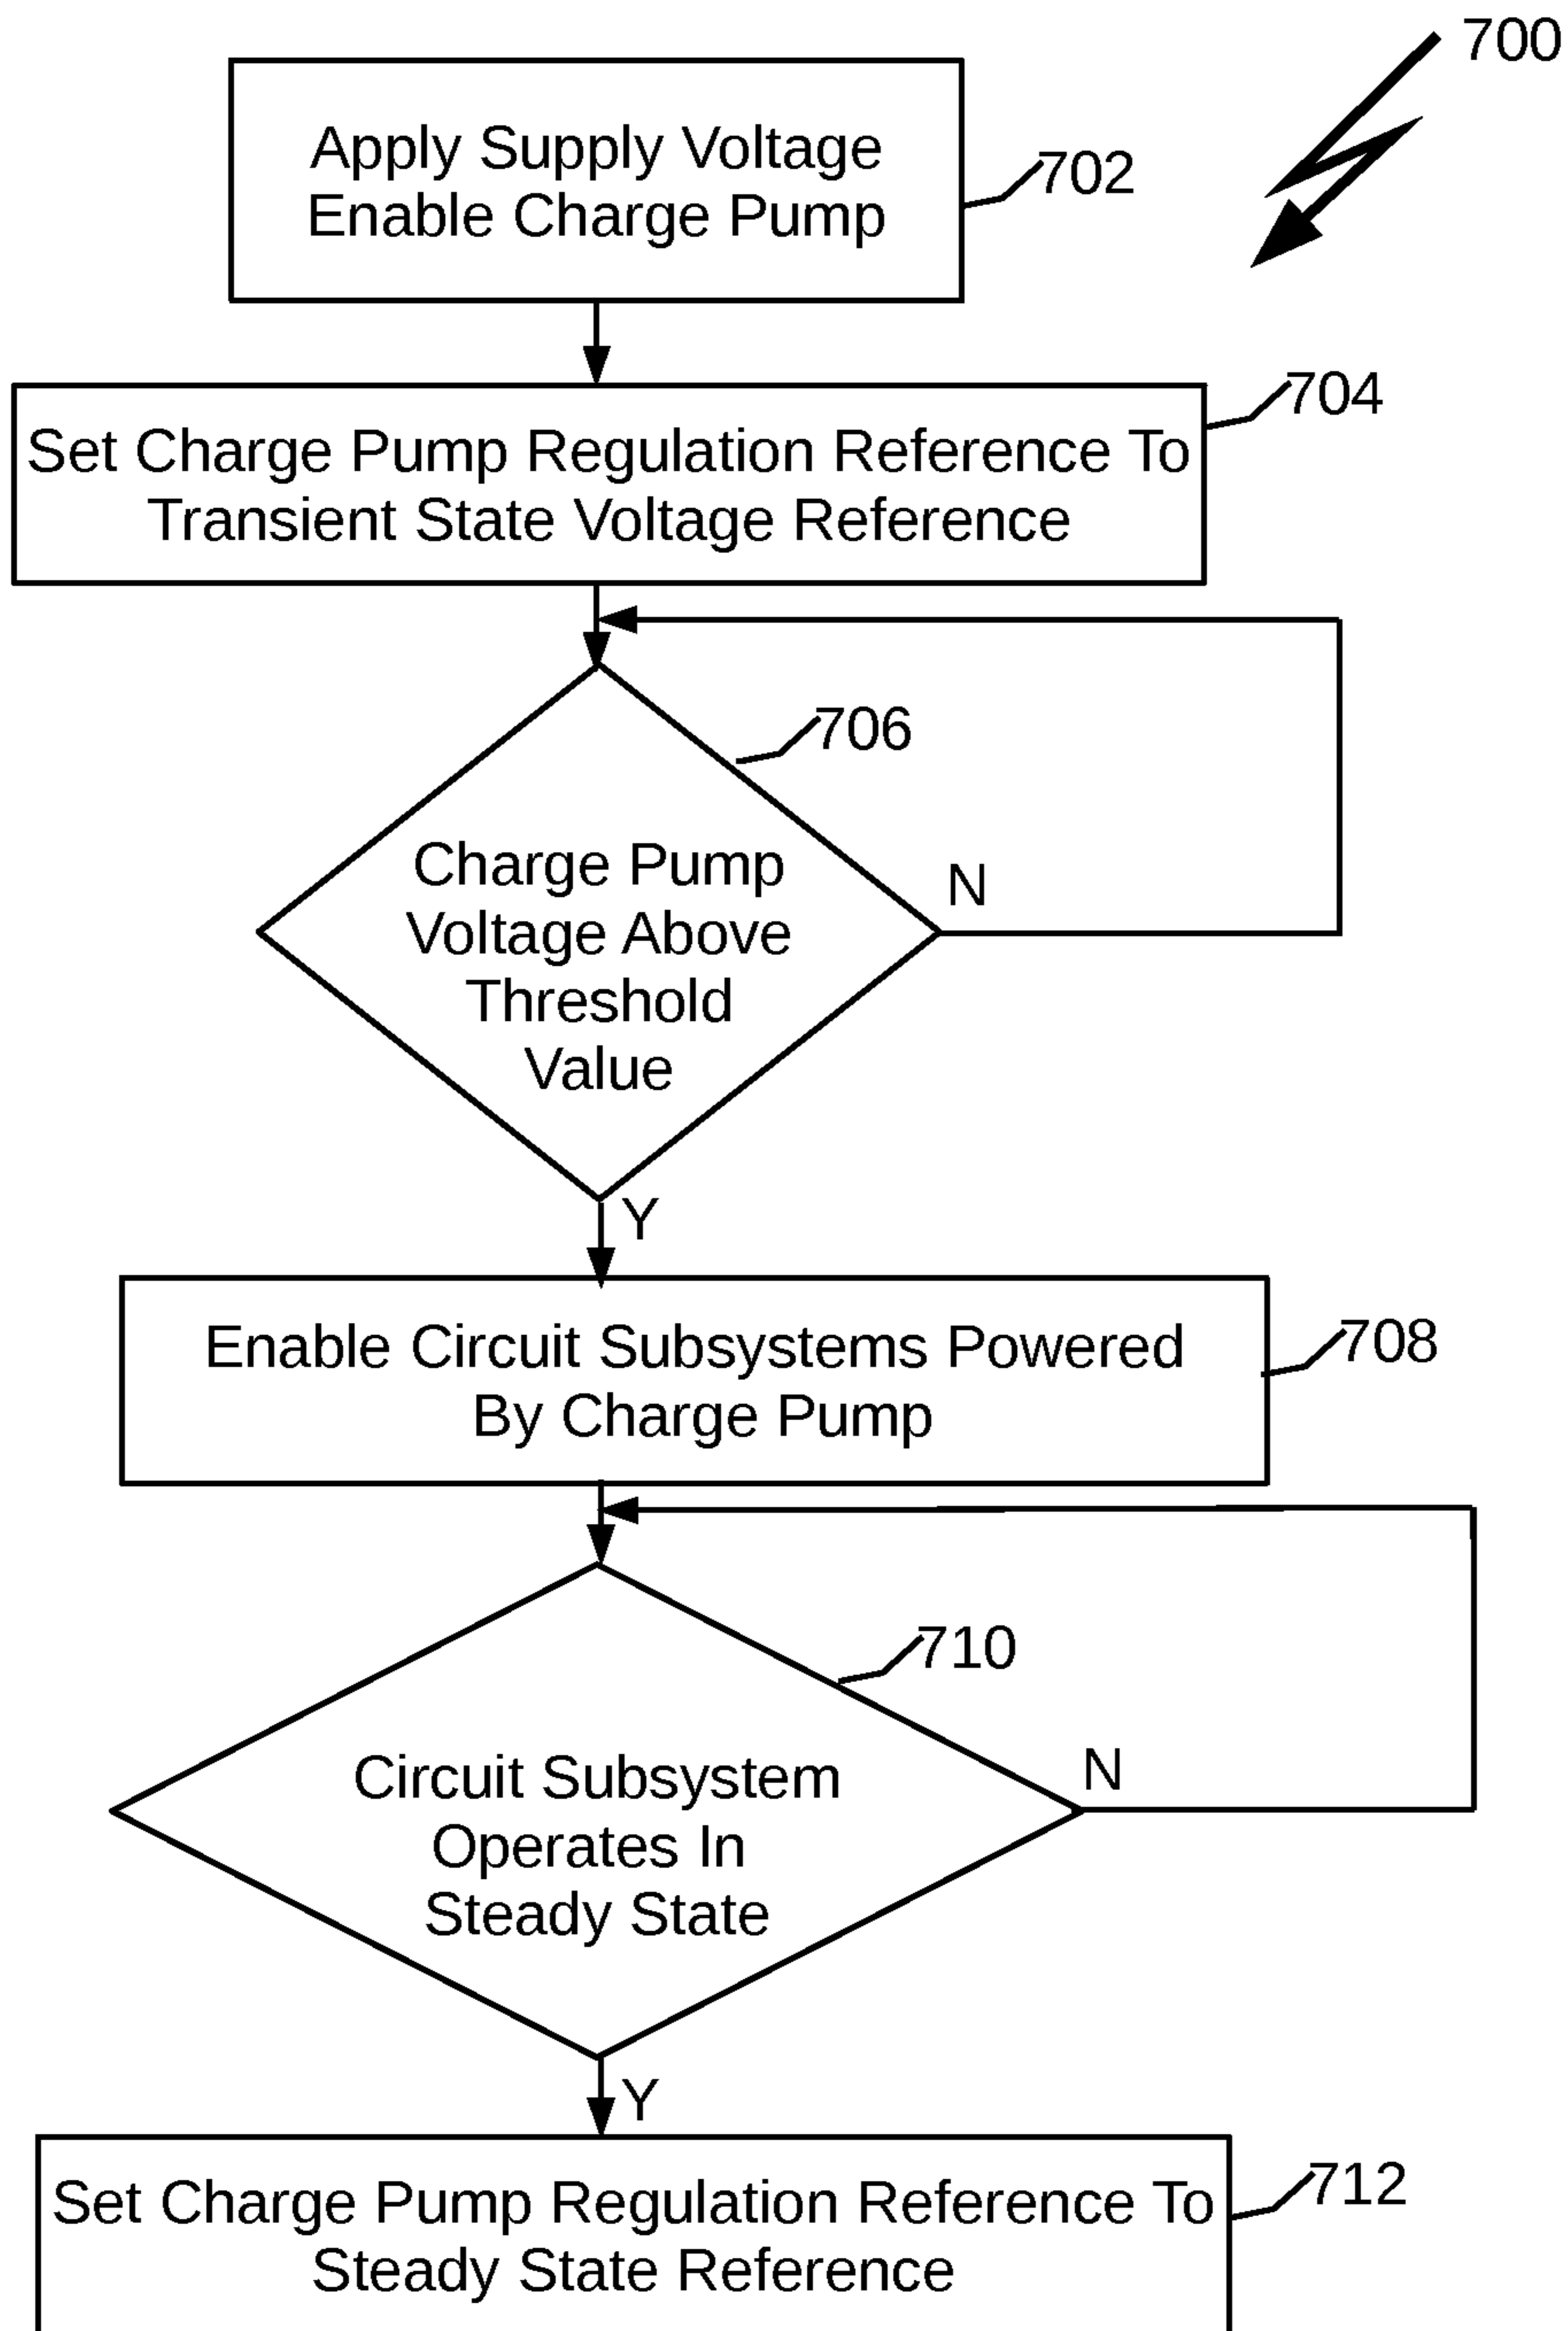 700
Apply Supply Voltage
Enable Charge Pump
702
704
Set Charge Pump Regulation Reference To
Transient State Voltage Reference
706
Charge Pump
Voltage Above
Threshold
Value
N
Y
Enable Circuit Subsystems Powered
By Charge Pump
708
710
Circuit Subsystem
Operates In
Steady State
N
Y
Set Charge Pump Regulation Reference To
Steady State Reference
712